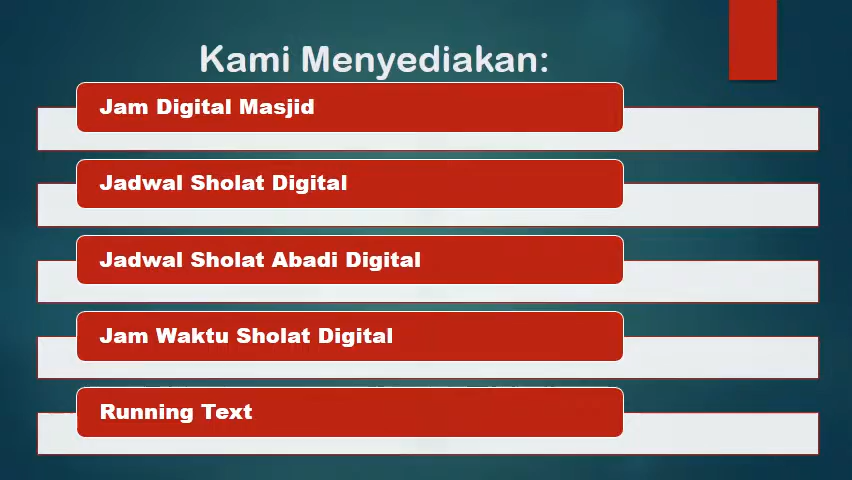 Kami Menyediakan:
Jam Digital Masjid
Jadwal Sholat Digital
Jadwal Sholat Abadi Digital
Jam Waktu Sholat Digital
Running Text